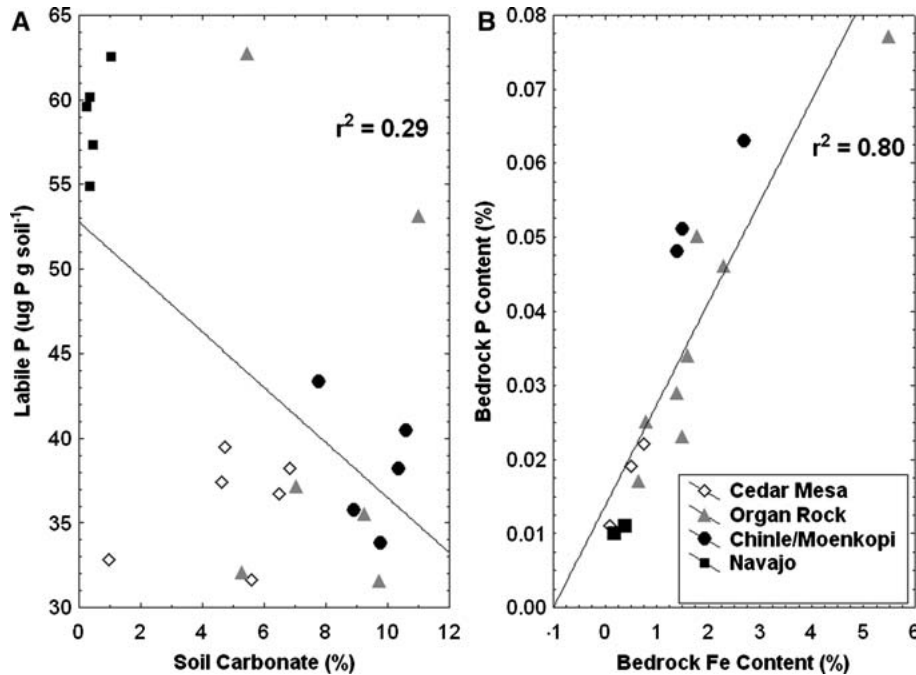 A
65
60
55
50
45
40
35
30
Labile P (ug P g soil-1)
r2 = 0.29
0 2 4 6 8 10 12
Soil Carbonate (%)
B
0.08
0.07
0.06
0.05
0.04
0.03
0.02
0.01
0.00
Bedrock P Content (%)
r2 = 0.80
Cedar Mesa
Organ Rock
Chinle/Moenkopi
Navajo
-1 0 1 2 3 4 5 6
Bedrock Fe Content (%)